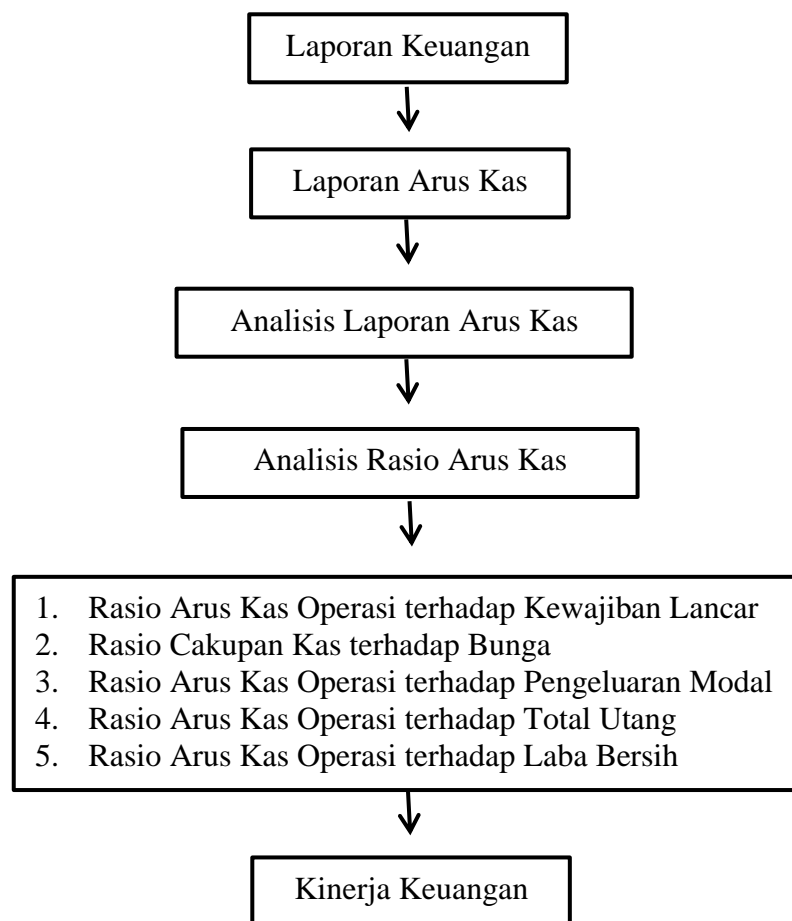 Laporan Keuangan
Laporan Arus Kas
Analisis Laporan Arus Kas
Analisis Rasio Arus Kas
1. Rasio Arus Kas Operasi terhadap Kewajiban Lancar
2. Rasio Cakupan Kas terhadap Bunga
3. Rasio Arus Kas Operasi terhadap Pengeluaran Modal
4. Rasio Arus Kas Operasi terhadap Total Utang
5. Rasio Arus Kas Operasi terhadap Laba Bersih
Kinerja Keuangan